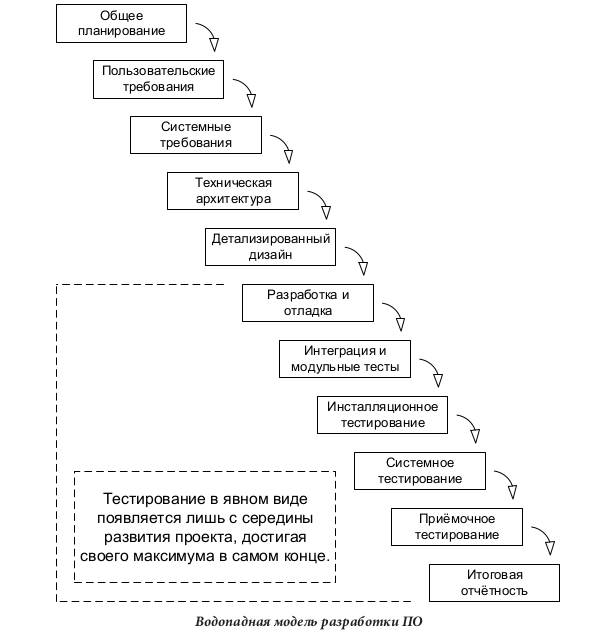 Общее
планирование
Пользовательские
требования
Системные
требования
Техническая
архитектура
Детализированный
дизайн
Разработка и
отладка
Интеграция и
модульные тесты
Инсталляционное
тестирование
Системное
тестирование
Тестирование в явном виде
появляется лишь с середины
развития проекта, достигая
своего максимума в самом конце.
Приёмочное
тестирование
Итоговая
отчётность
Водопадная модель разработки ПО